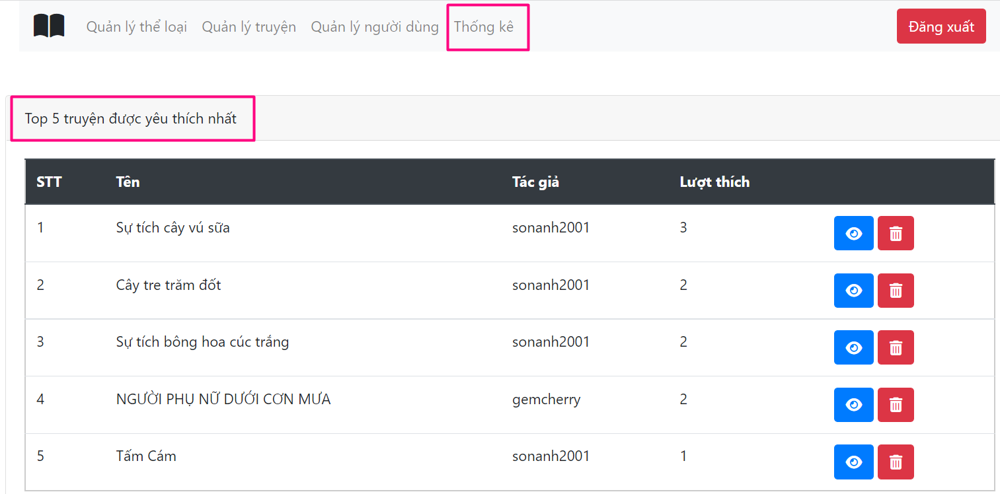 Quản lý thể loại Quản lý truyện Quản lý người dùng Thống kê Đăng xuất
Top 5 truyện được yêu thích nhất
STT Tên Tác giả Lượt thích
1 Sự tích cây vú sữa sonanh2001 3
2 Cây tre trăm đốt sonanh2001 2
3 Sự tích bông hoa cúc trắng sonanh2001 2
4 NGƯỜI PHỤ NỮ DƯỚI CƠN MƯA gemcherry 2
5 Tấm Cám sonanh2001 1